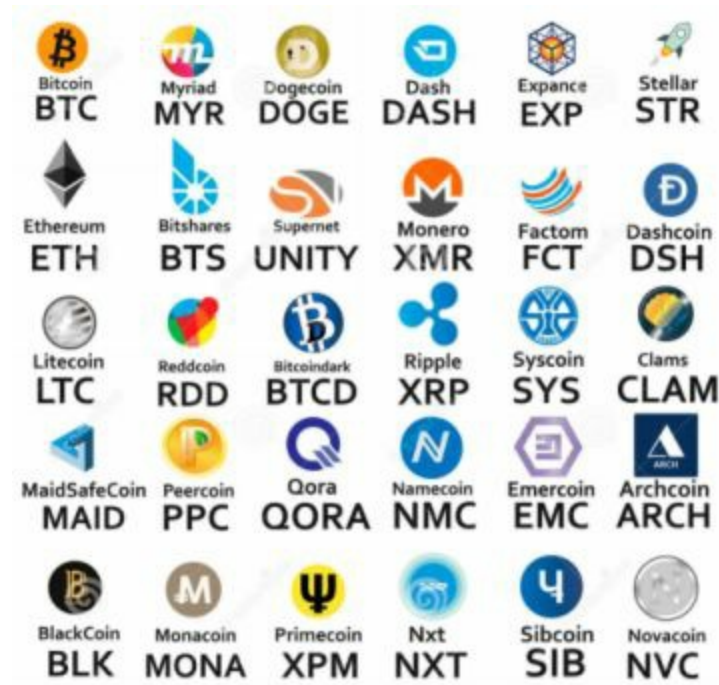 Bitcoin Myriad Dogecoin Dash Expance Stellar
BTC MYR DOGE DASH EXP STR
Ethereum Bitshares Supernet Monero Factom Dashcoin
ETH BTS UNITY XMR FCT DSH
Litecoin Reddcoin Bitcoindark Ripple Syscoin Clams
LTC RDD BTCD XRP SYS CLAM
ARCH
MaidSafeCoin Peercoin Qora Namecoin Emercoin Archcoin
MAID PPC QORA NMC EMC ARCH
BlackCoin Monacoin Primecoin Nxt Sibcoin Novacoin
BLK MONA XPM NXT SIB NVC